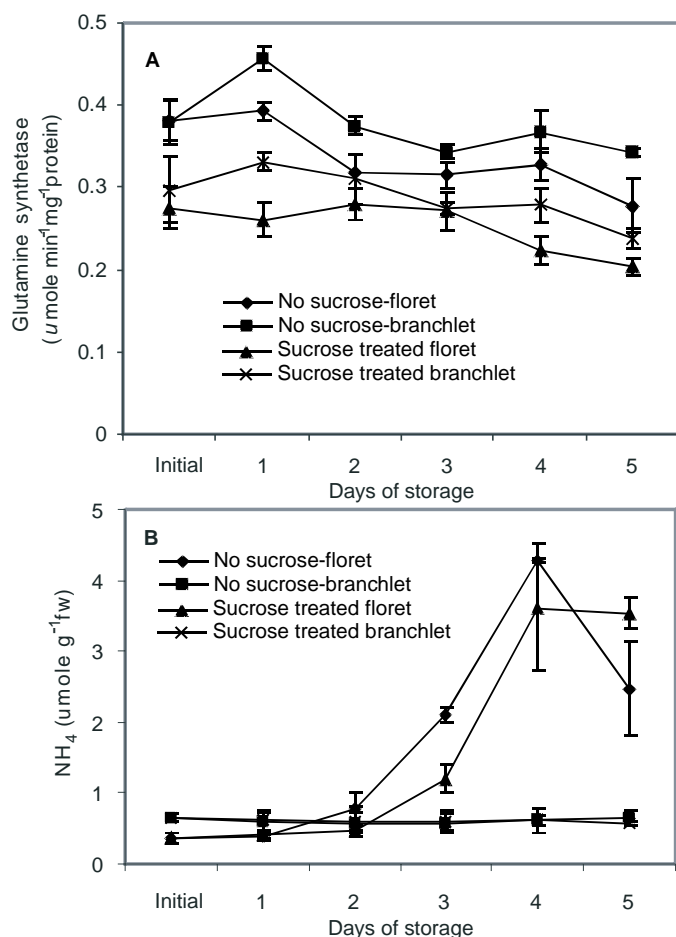 0.5
A
0.4
0.3
0.2
0.1
0
Glutamine synthetase
(umole min-1mg-1protein)
No sucrose-floret
No sucrose-branchlet
Sucrose treated floret
Sucrose treated branchlet
Initial 1 2 3 4 5
Days of storage
5
B
4
3
2
1
0
NH4 (umole g-1fw)
No sucrose-floret
No sucrose-branchlet
Sucrose treated floret
Sucrose treated branchlet
Initial 1 2 3 4 5
Days of storage